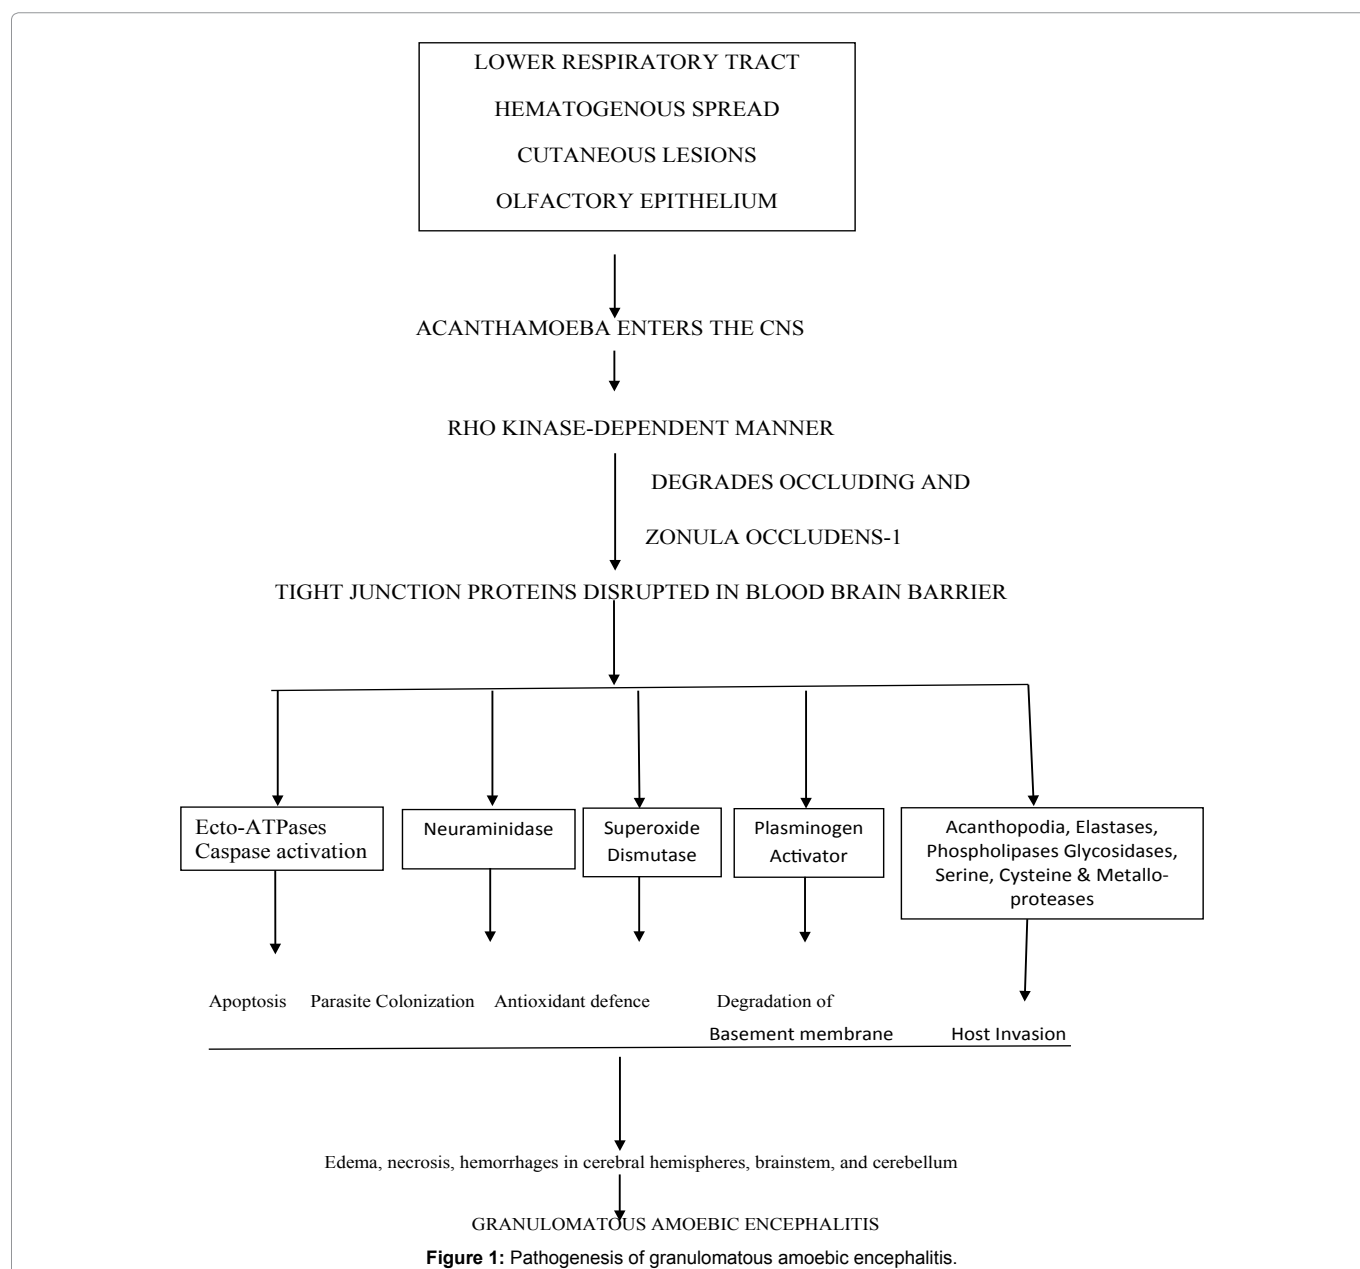 LOWER RESPIRATORY TRACT
HEMATOGENOUS SPREAD
CUTANEOUS LESIONS
OLFACTORY EPITHELIUM
ACANTHAMOEBA ENTERS THE CNS
RHO KINASE-DEPENDENT MANNER
DEGRADES OCCLUDING AND
ZONULA OCCLUDENS-1
TIGHT JUNCTION PROTEINS DISRUPTED IN BLOOD BRAIN BARRIER
Ecto-ATPases
Caspase activation
Neuraminidase
Superoxide
Dismutase
Plasminogen
Activator
Acanthopodia, Elastases,
Phospholipases Glycosidases,
Serine, Cysteine & Metallo-
proteases
Apoptosis
Parasite Colonization
Antioxidant defence
Degradation of
Basement membrane
Host Invasion
Edema, necrosis, hemorrhages in cerebral hemispheres, brainstem, and cerebellum
GRANULOMATOUS AMOEBIC ENCEPHALITIS
Figure 1: Pathogenesis of granulomatous amoebic encephalitis.